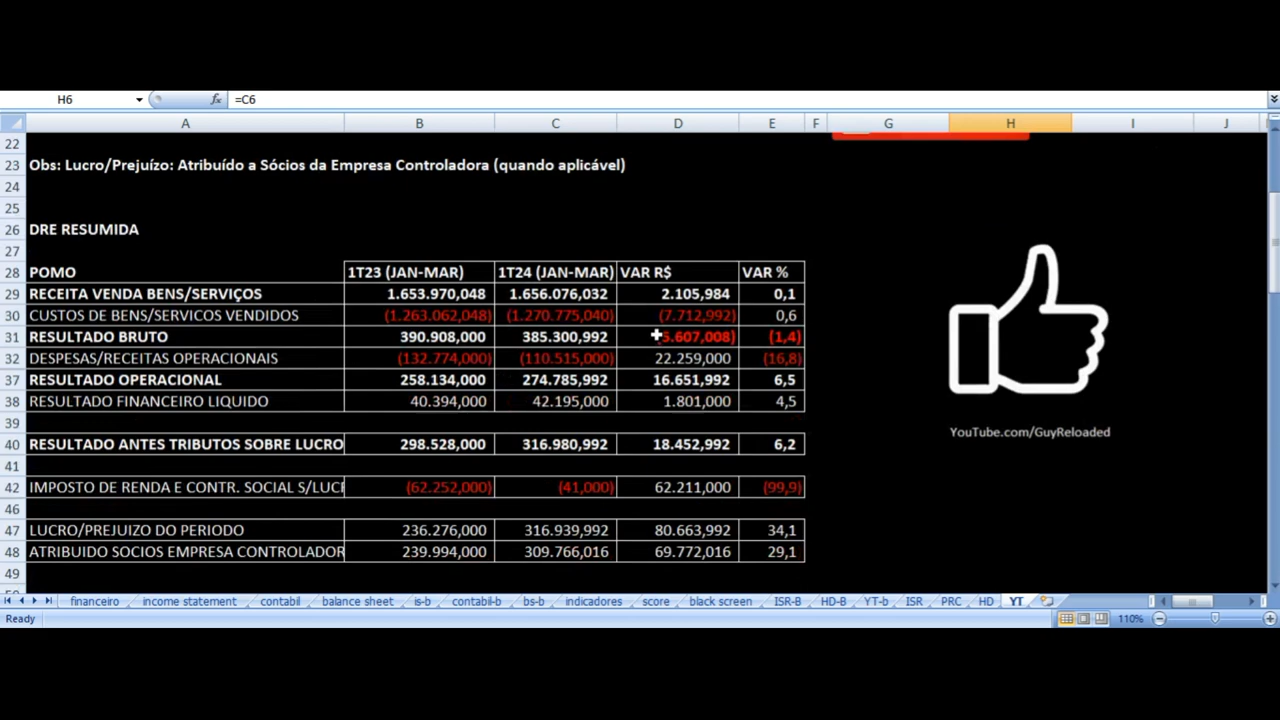 H6 fx =C6
A B C D E F G H I J
22
23 Obs: Lucro/Prejuízo: Atribuído a Sócios da Empresa Controladora (quando aplicável)
24
25
26 DRE RESUMIDA
27
28 POMO 1T23 (JAN-MAR) 1T24 (JAN-MAR) VAR R$ VAR %
29 RECEITA VENDA BENS/SERVIÇOS 1.653.970,048 1.656.076,032 2.105,984 0,1
30 CUSTOS DE BENS/SERVICOS VENDIDOS (1.263.062,048) (1.270.775,040) (7.712,992) 0,6
31 RESULTADO BRUTO 390.908,000 385.300,992 5.607,008) (1,4)
32 DESPESAS/RECEITAS OPERACIONAIS (132.774,000) (110.515,000) 22.259,000 (16,8)
37 RESULTADO OPERACIONAL 258.134,000 274.785,992 16.651,992 6,5
38 RESULTADO FINANCEIRO LIQUIDO 40.394,000 42.195,000 1.801,000 4,5
39
40 RESULTADO ANTES TRIBUTOS SOBRE LUCRO 298.528,000 316.980,992 18.452,992 6,2
41
42 IMPOSTO DE RENDA E CONTR. SOCIAL S/LUCR (62.252,000) (41,000) 62.211,000 (99,9)
46
47 LUCRO/PREJUIZO DO PERIODO 236.276,000 316.939,992 80.663,992 34,1
48 ATRIBUIDO SOCIOS EMPRESA CONTROLADOR 239.994,000 309.766,016 69.772,016 29,1
49
YouTube.com/GuyReloaded
financeiro income statement contabil balance sheet is-b contabil-b bs-b indicadores score black screen ISR-B HD-B YT-b ISR PRC HD YT
Ready 110%